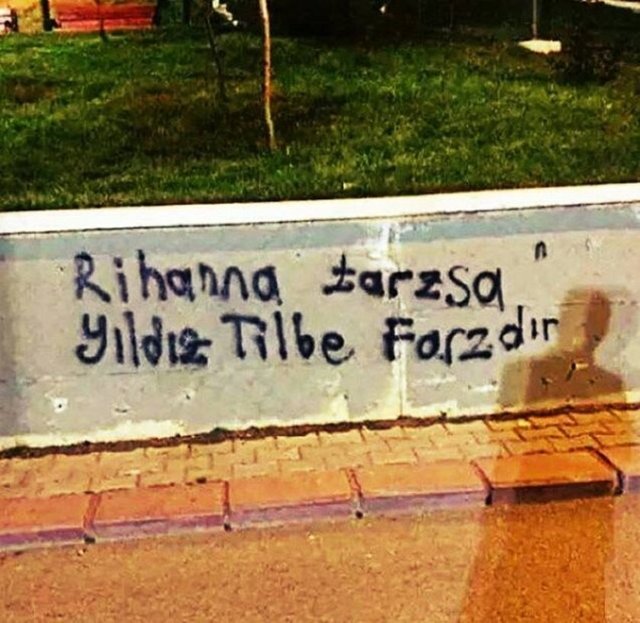 Rihanna tarzsa
Yıldız Tilbe Farzdır